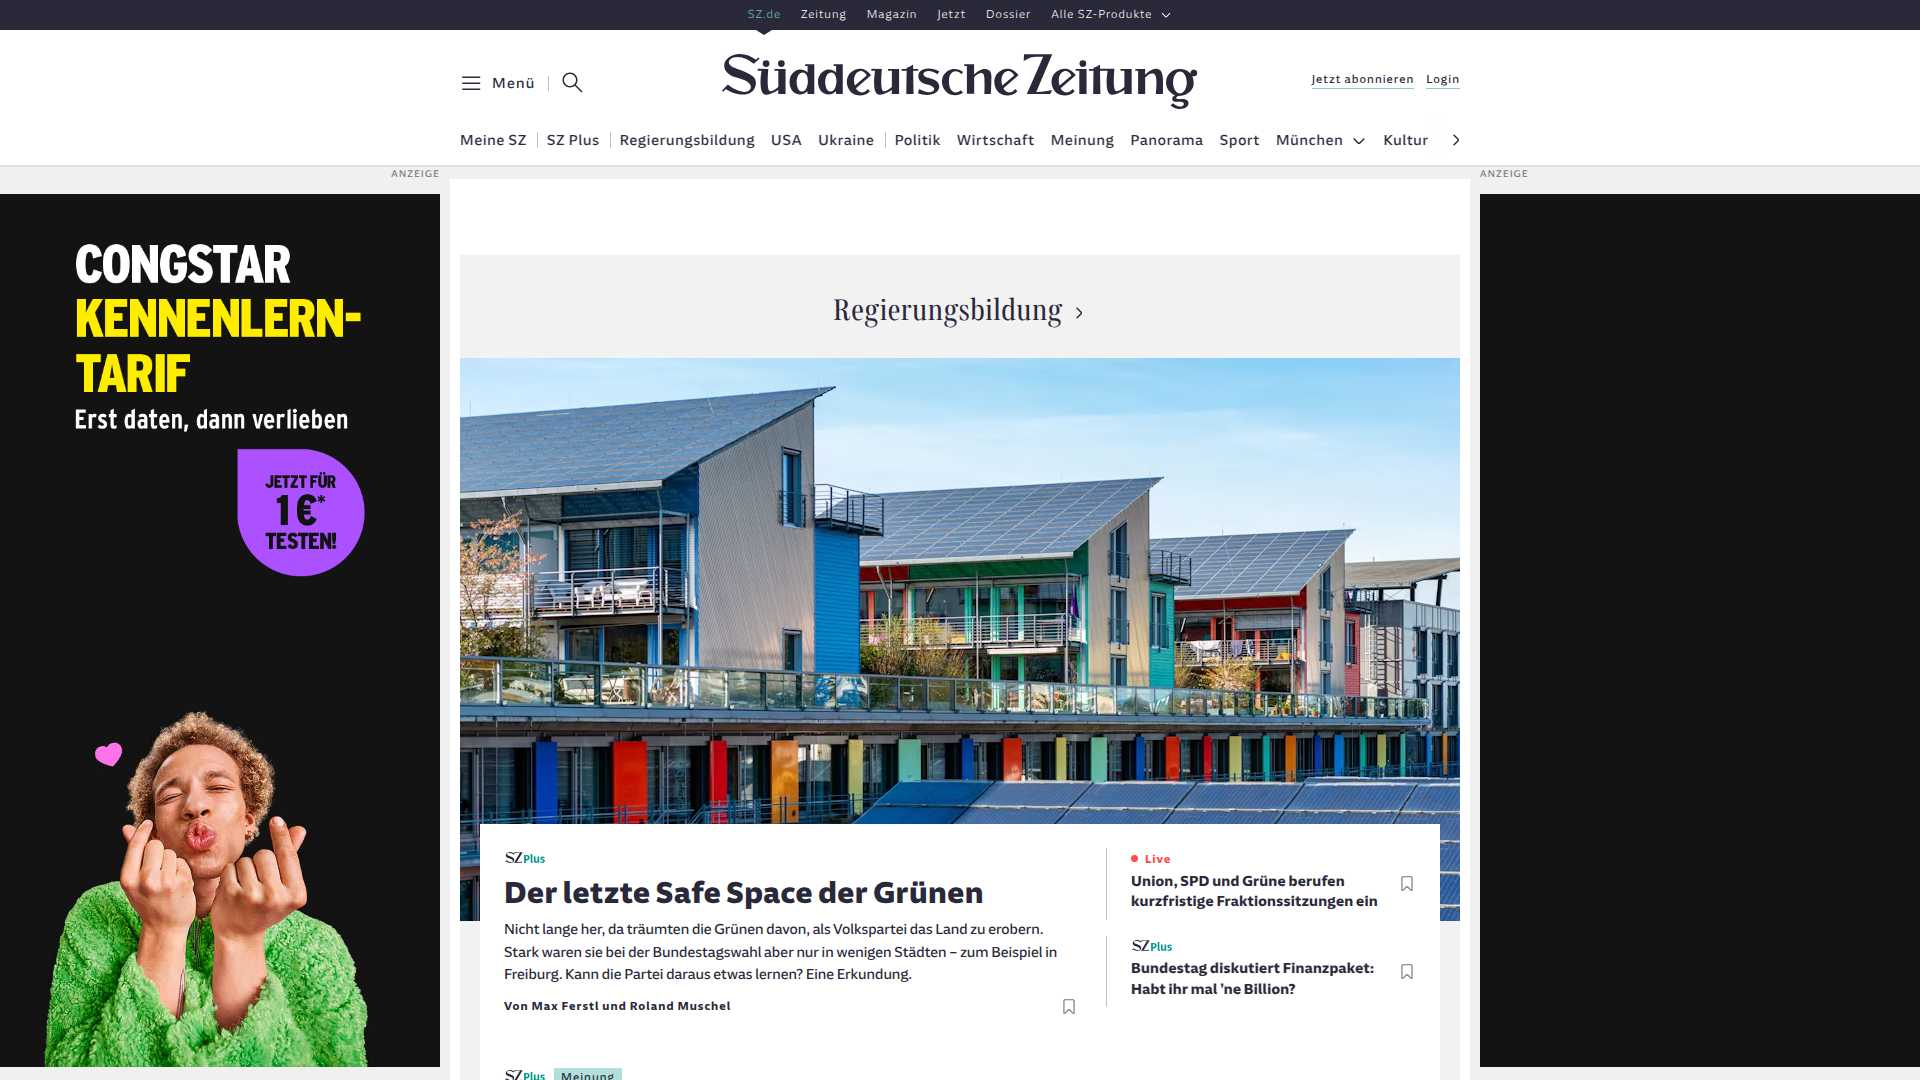 SZ.de Zeitung Magazin Jetzt Dossier Alle SZ-Produkte
Menü
Süddeutsche Zeitung
Jetzt abonnieren Login
Meine SZ SZ Plus Regierungsbildung USA Ukraine Politik Wirtschaft Meinung Panorama Sport München Kultur
ANZEIGE
ANZEIGE
CONGSTAR
KENNENLERN-
TARIF
Erst daten, dann verlieben
JETZT FÜR
1 €*
TESTEN!
Regierungsbildung
SZ Plus
Der letzte Safe Space der Grünen
Nicht lange her, da träumten die Grünen davon, als Volkspartei das Land zu erobern.
Stark waren sie bei der Bundestagswahl aber nur in wenigen Städten – zum Beispiel in
Freiburg. Kann die Partei daraus etwas lernen? Eine Erkundung.
Von Max Ferstl und Roland Muschel
Live
Union, SPD und Grüne berufen
kurzfristige Fraktionssitzungen ein
SZ Plus
Bundestag diskutiert Finanzpaket:
Habt ihr mal ’ne Billion?
SZ Plus Meinung